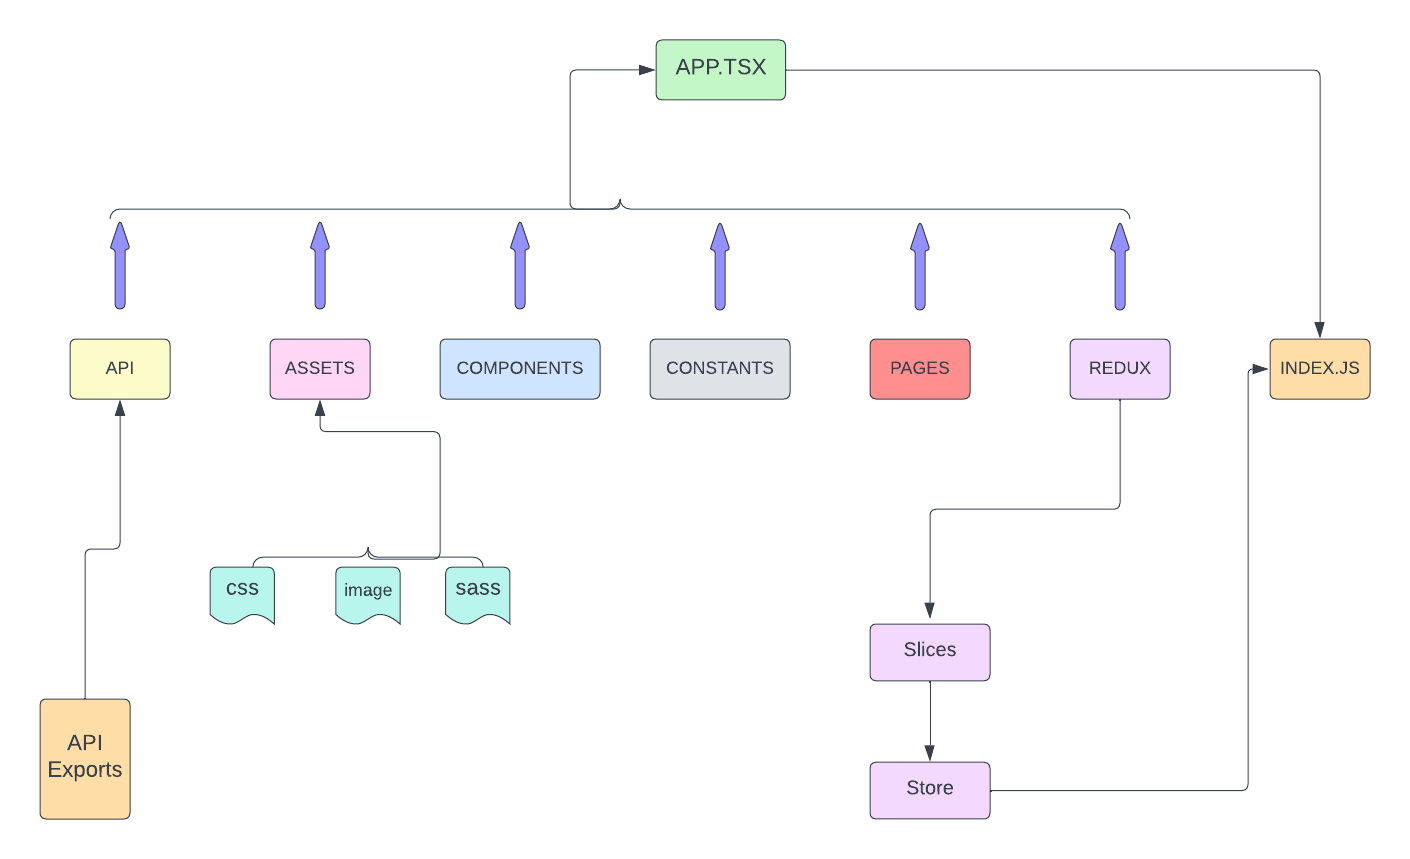 APP.TSX
API
ASSETS
COMPONENTS
CONSTANTS
PAGES
REDUX
INDEX.JS
css
image
sass
Slices
API
Exports
Store